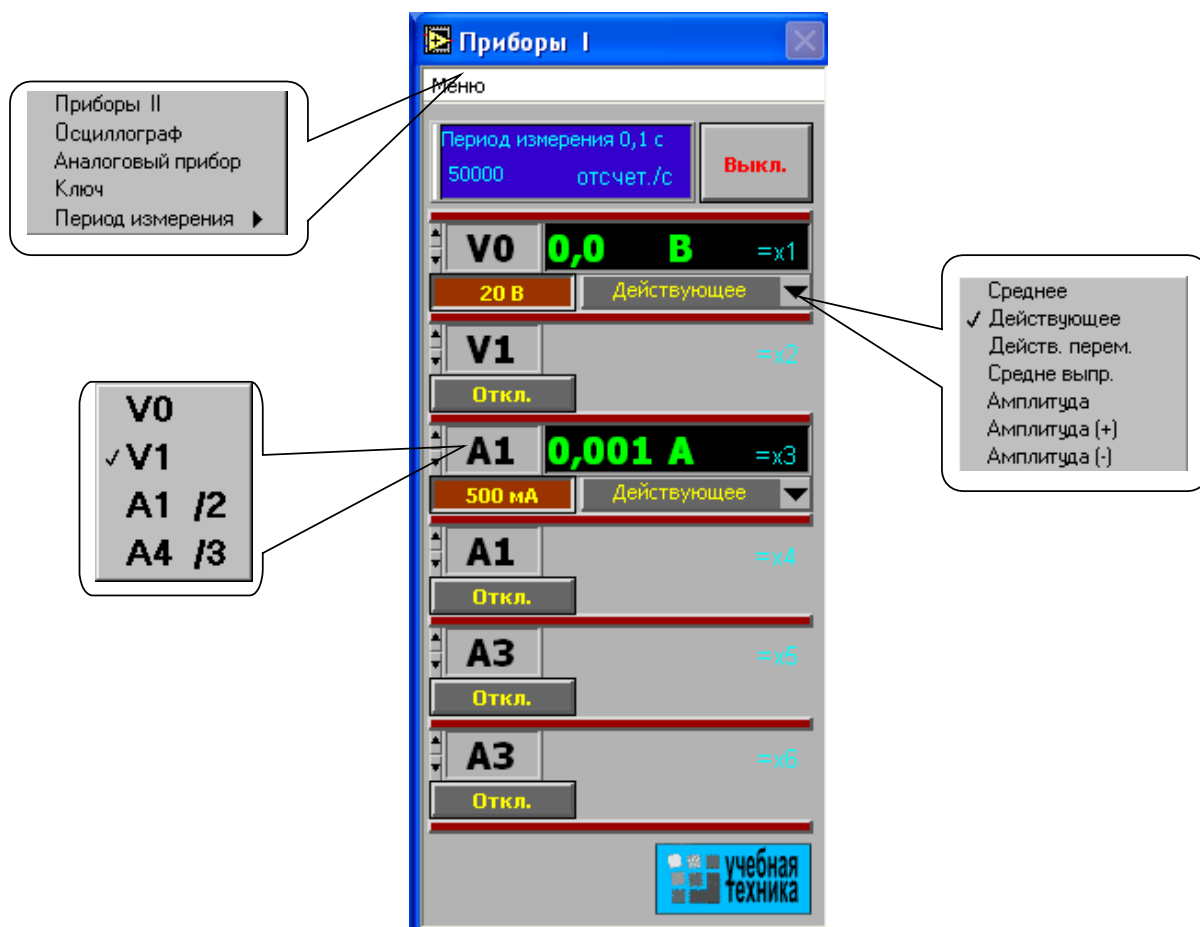 Приборы I
Меню
Приборы II
Осциллограф
Аналоговый прибор
Ключ
Период измерения
Период измерения 0,1 с
50000 отсчет./с
Выкл.
V0 0,0 В =x1
20 В Действующее
Среднее
Действующее
Действ. перем.
Средне выпр.
Амплитуда
Амплитуда (+)
Амплитуда (-)
V1 =x2
Откл.
V0
V1
A1 /2
A4 /3
A1 0,001 А =x3
500 мА Действующее
A1 =x4
Откл.
A3 =x5
Откл.
A3 =x6
Откл.
учебная
техника